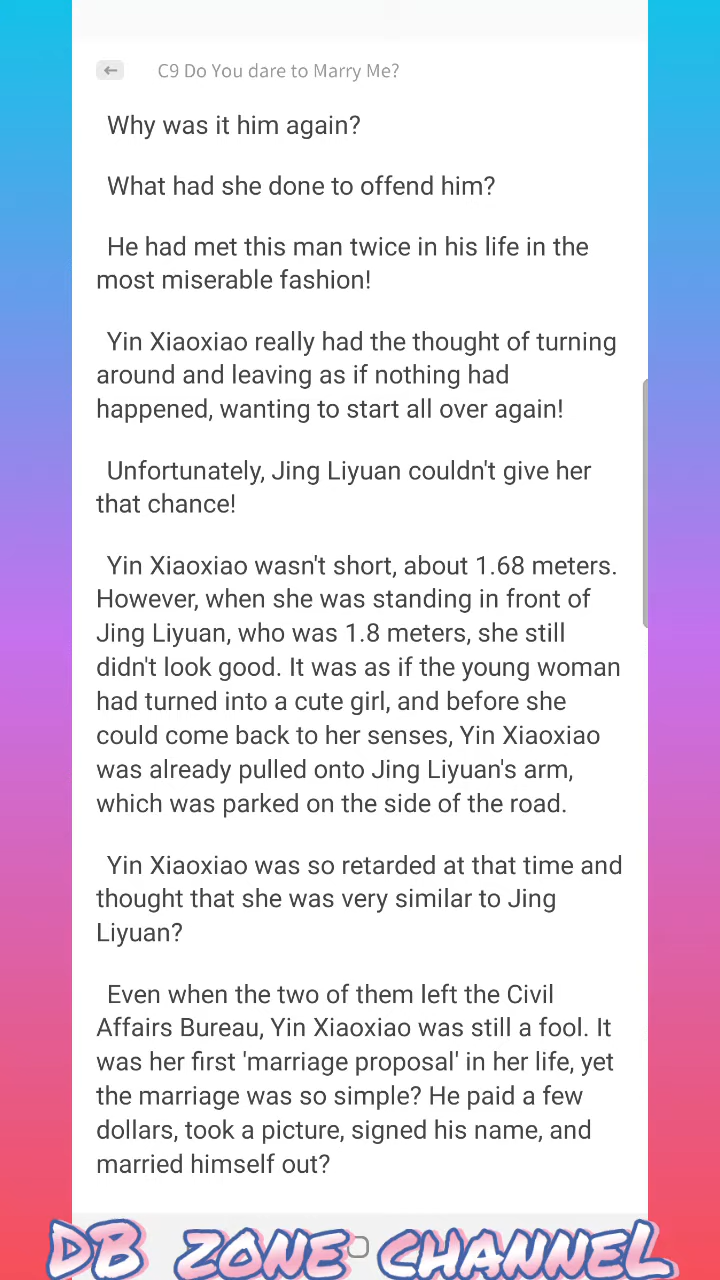 C9 Do You dare to Marry Me?
Why was it him again?
What had she done to offend him?
He had met this man twice in his life in the
most miserable fashion!
Yin Xiaoxiao really had the thought of turning
around and leaving as if nothing had
happened, wanting to start all over again!
Unfortunately, Jing Liyuan couldn't give her
that chance!
Yin Xiaoxiao wasn't short, about 1.68 meters.
However, when she was standing in front of
Jing Liyuan, who was 1.8 meters, she still
didn't look good. It was as if the young woman
had turned into a cute girl, and before she
could come back to her senses, Yin Xiaoxiao
was already pulled onto Jing Liyuan's arm,
which was parked on the side of the road.
Yin Xiaoxiao was so retarded at that time and
thought that she was very similar to Jing
Liyuan?
Even when the two of them left the Civil
Affairs Bureau, Yin Xiaoxiao was still a fool. It
was her first 'marriage proposal' in her life, yet
the marriage was so simple? He paid a few
dollars, took a picture, signed his name, and
married himself out?
DB ZONE CHANNEL